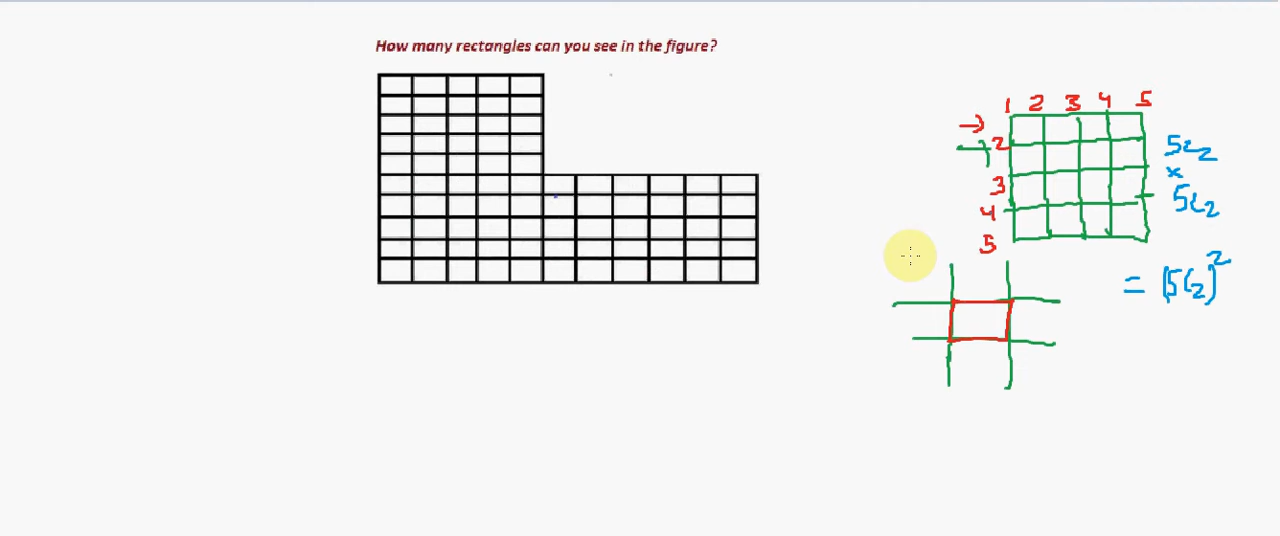 How many rectangles can you see in the figure?
1 2 3 4 5
2
3
4
5
5C2
x
5C2
= (5C2)2